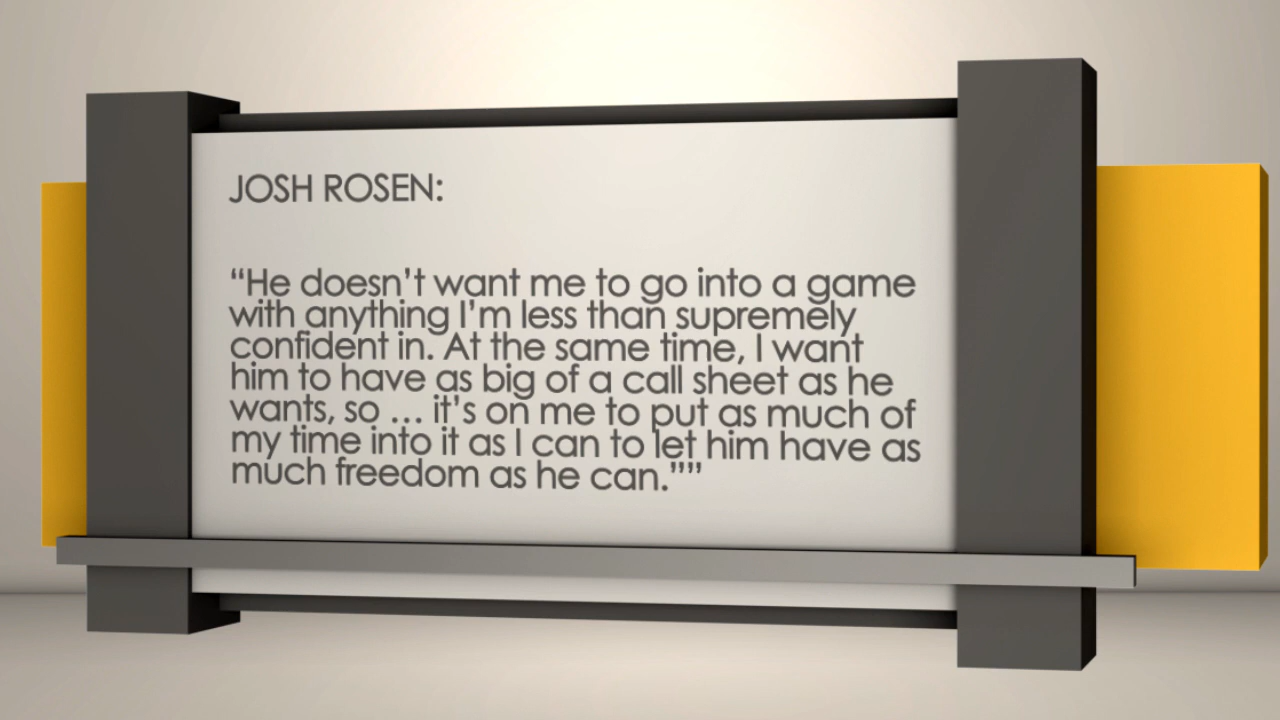 JOSH ROSEN:
“He doesn’t want me to go into a game
with anything I’m less than supremely
confident in. At the same time, I want
him to have as big of a call sheet as he
wants, so … it’s on me to put as much of
my time into it as I can to let him have as
much freedom as he can.”””